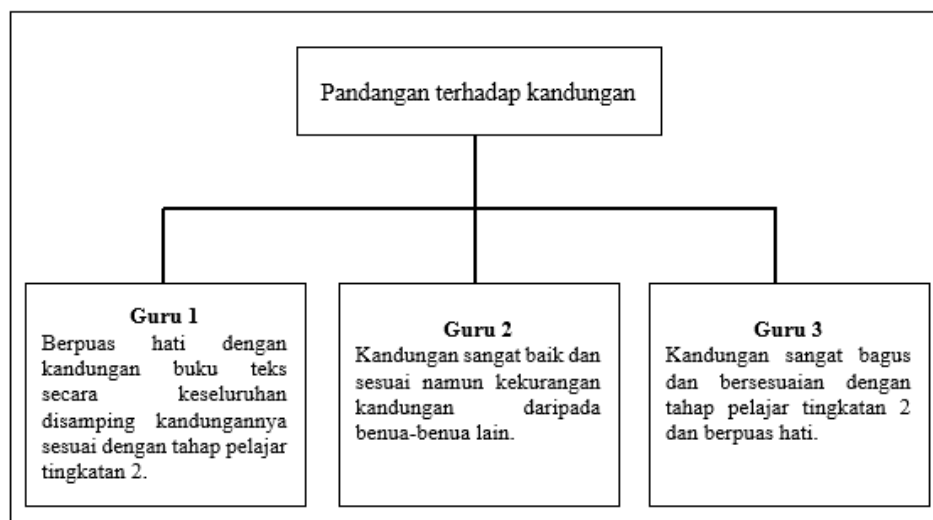 Pandangan terhadap kandungan
Guru 1
Berpuas hati dengan
kandungan buku teks
secara keseluruhan
disamping kandungannya
sesuai dengan tahap pelajar
tingkatan 2.
Guru 2
Kandungan sangat baik dan
sesuai namun kekurangan
kandungan daripada
benua-benua lain.
Guru 3
Kandungan sangat bagus
dan bersesuaian dengan
tahap pelajar tingkatan 2
dan berpuas hati.